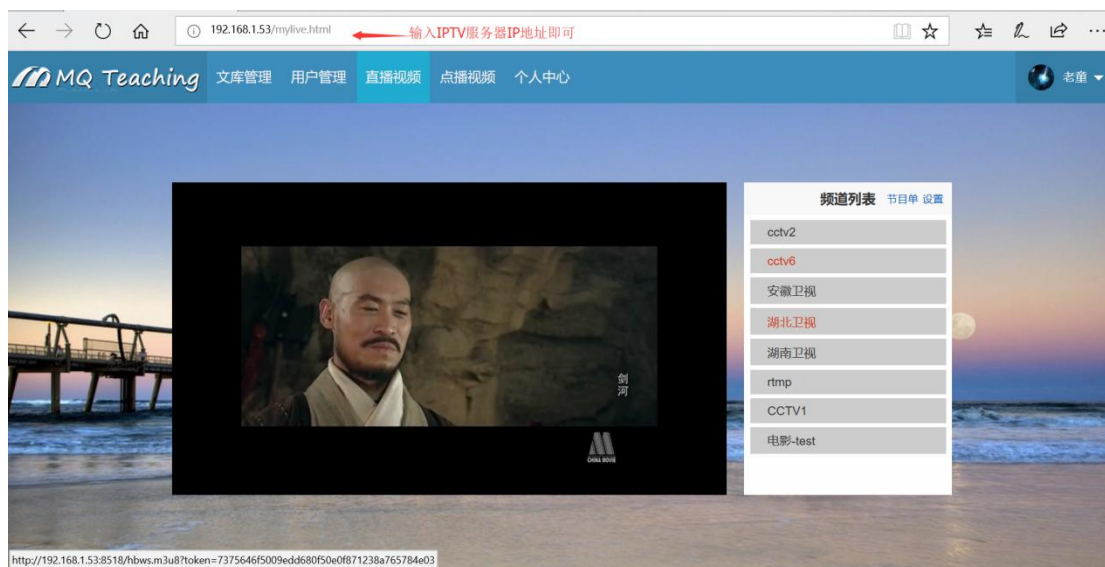 192.168.1.53/mylive.html 输入IPTV服务器IP地址即可
MQ Teaching 文库管理 用户管理 直播视频 点播视频 个人中心 老童
频道列表 节目单 设置
cctv2
cctv6
安徽卫视
湖北卫视
湖南卫视
rtmp
CCTV1
电影-test
剑河
CHINA MOVIE
http://192.168.1.53:8518/hbws.m3u8?token=7375646f5009edd680f50e0f871238a765784e03